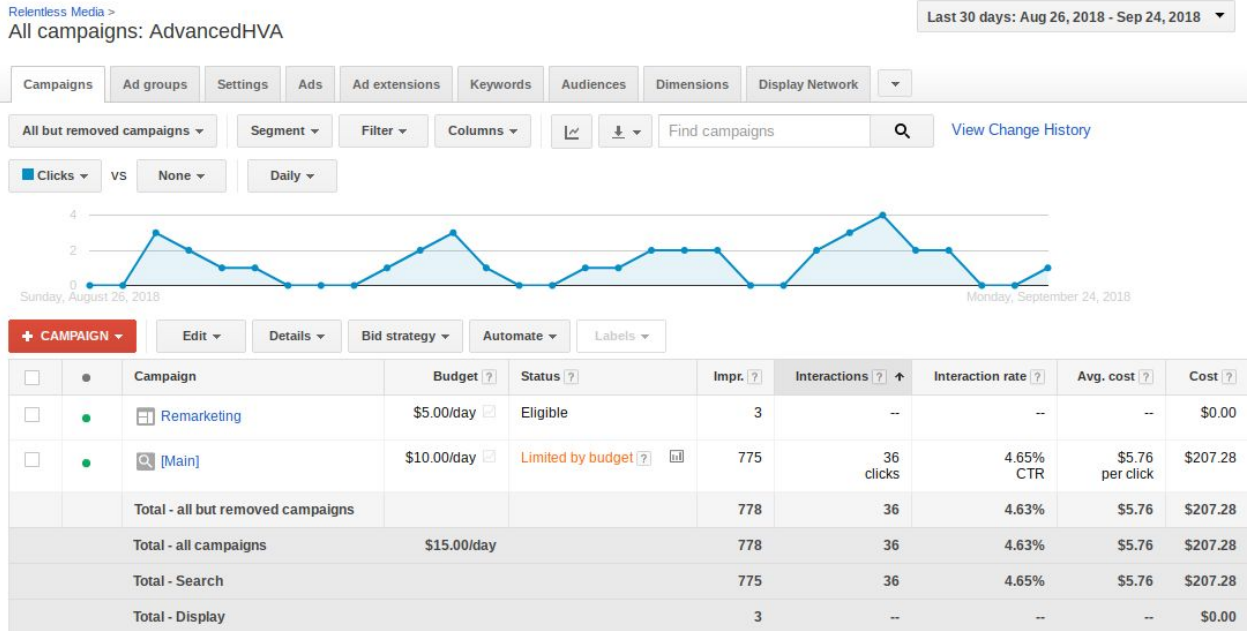 Relentless Media >
All campaigns: AdvancedHVA
Last 30 days: Aug 26, 2018 - Sep 24, 2018
Campaigns Ad groups Settings Ads Ad extensions Keywords Audiences Dimensions Display Network
All but removed campaigns Segment Filter Columns Find campaigns View Change History
Clicks VS None Daily
4
2
0
Sunday, August 26, 2018 Monday, September 24, 2018
+ CAMPAIGN Edit Details Bid strategy Automate Labels
Campaign Budget ? Status ? Impr. ? Interactions ? Interaction rate ? Avg. cost ? Cost ?
Remarketing $5.00/day Eligible 3 -- -- -- $0.00
[Main] $10.00/day Limited by budget ? 775 36 4.65% $5.76 $207.28
clicks CTR per click
Total - all but removed campaigns 778 36 4.63% $5.76 $207.28
Total - all campaigns $15.00/day 778 36 4.63% $5.76 $207.28
Total - Search 775 36 4.65% $5.76 $207.28
Total - Display 3 -- -- -- $0.00